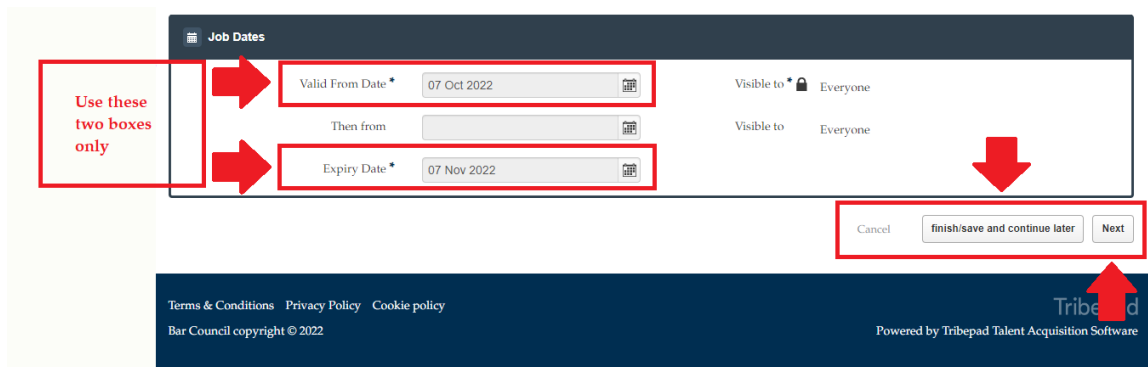 Job Dates
Use these
two boxes
only
Valid From Date *
07 Oct 2022
Visible to *
Everyone
Then from
Visible to
Everyone
Expiry Date *
07 Nov 2022
Cancel
finish/save and continue later
Next
Terms & Conditions Privacy Policy Cookie policy
Bar Council copyright © 2022
Powered by Tribepad Talent Acquisition Software